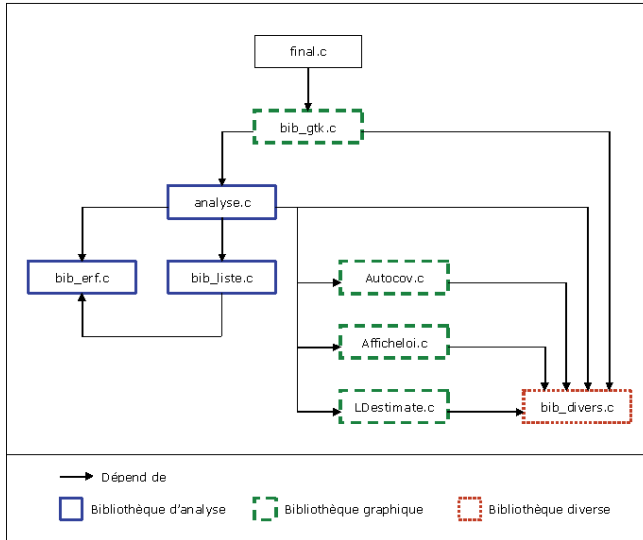 final.c
bib_gtk.c
analyse.c
bib_erf.c
bib_liste.c
Autocov.c
Afficheloi.c
LDestimate.c
bib_divers.c
Dépend de
Bibliothèque d'analyse
Bibliothèque graphique
Bibliothèque diverse